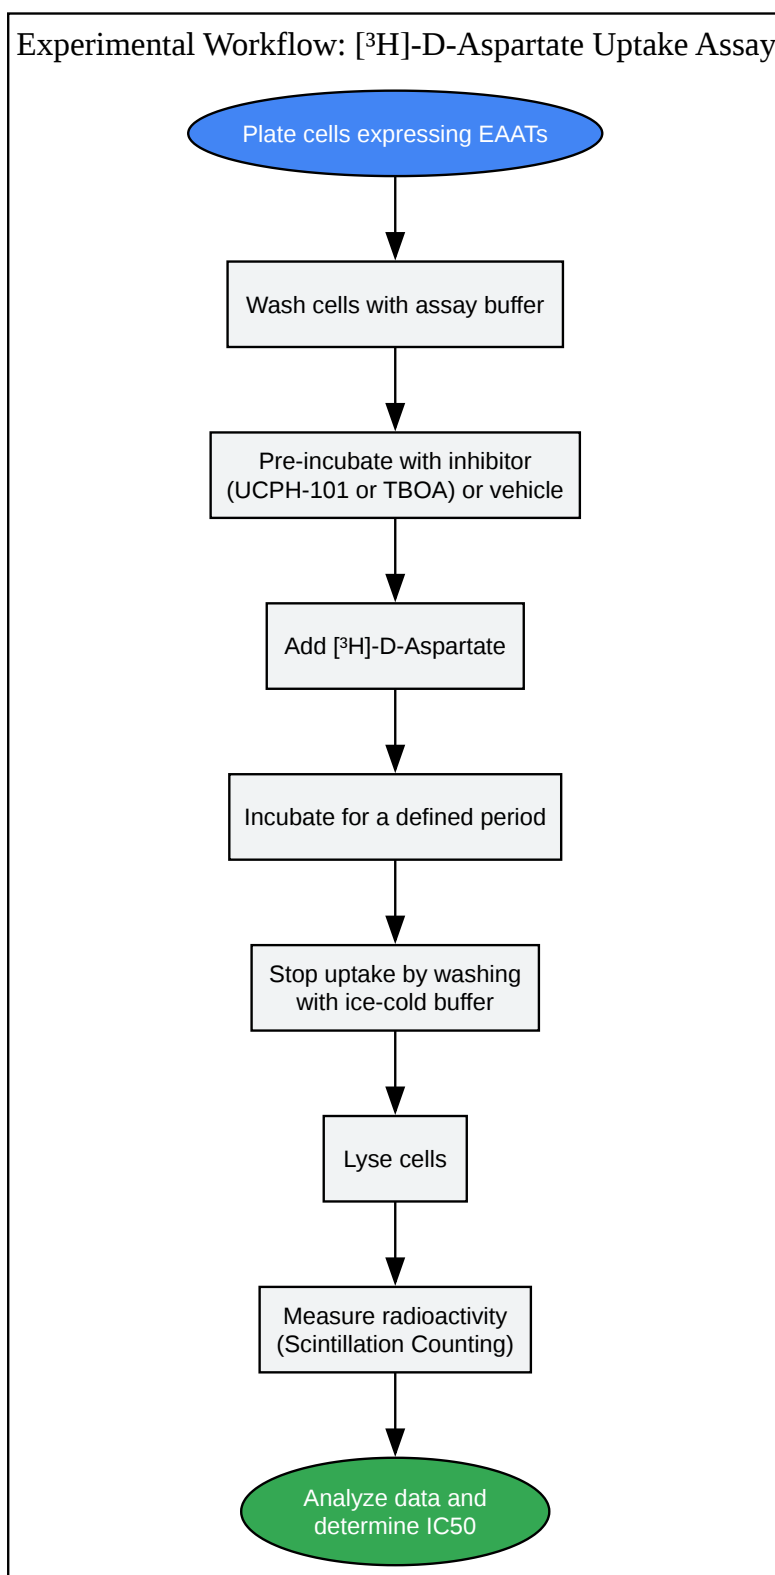 Experimental Workflow: [³H]-D-Aspartate Uptake Assay
Plate cells expressing EAATs
Wash cells with assay buffer
Pre-incubate with inhibitor
(UCPH-101 or TBOA) or vehicle
Add [³H]-D-Aspartate
Incubate for a defined period
Stop uptake by washing
with ice-cold buffer
Lyse cells
Measure radioactivity
(Scintillation Counting)
Analyze data and
determine IC50